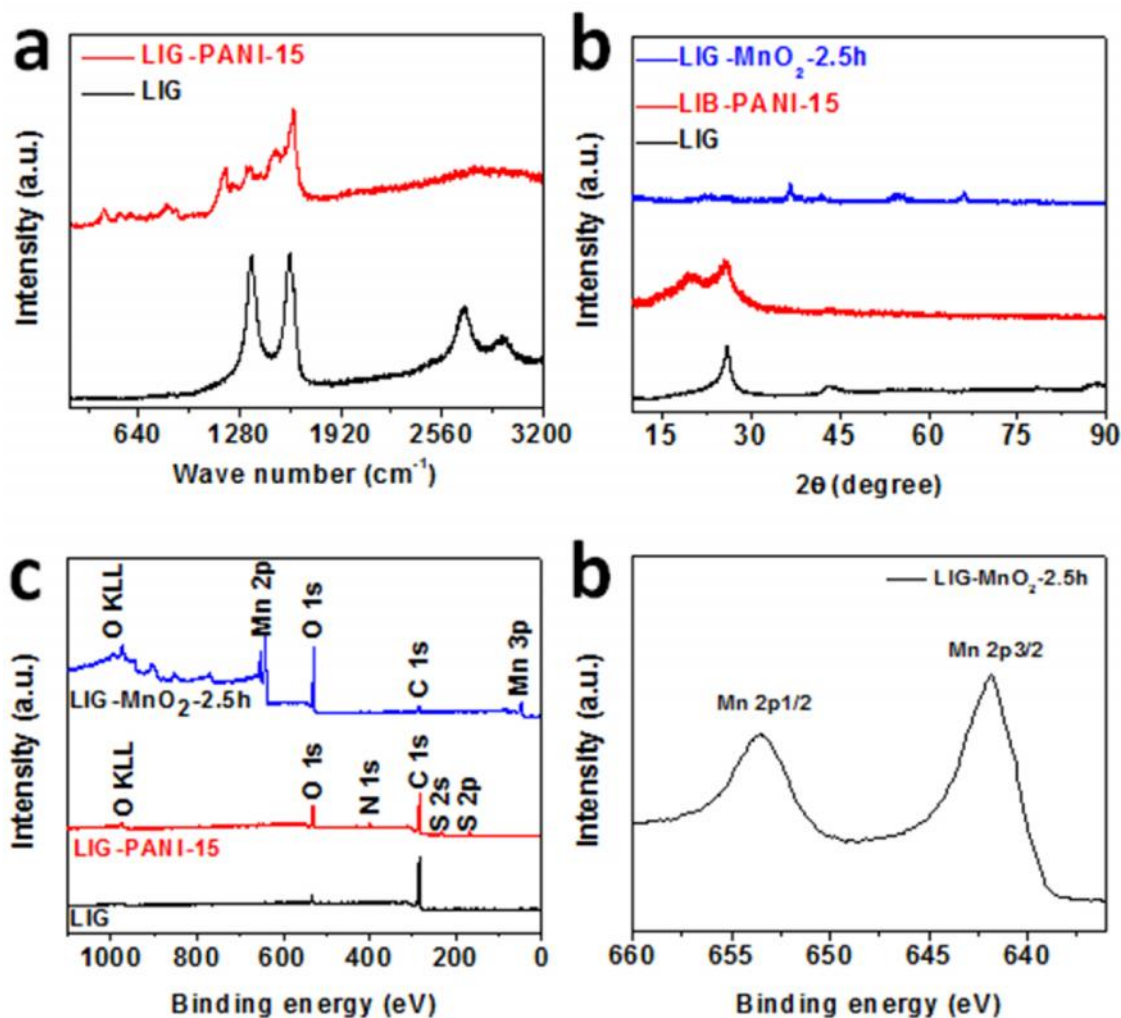 a
LIG-PANI-15
LIG
Intensity (a.u.)
640 1280 1920 2560 3200
Wave number (cm⁻¹)
b
LIG-MnO₂-2.5h
LIB-PANI-15
LIG
Intensity (a.u.)
15 30 45 60 75 90
2θ (degree)
c
O KLL
Mn 2p
O 1s
C 1s
Mn 3p
LIG-MnO₂-2.5h
O KLL
O 1s
N 1s
C 1s
S 2s
S 2p
LIG-PANI-15
LIG
Intensity (a.u.)
1000 800 600 400 200 0
Binding energy (eV)
b
LIG-MnO₂-2.5h
Mn 2p3/2
Mn 2p1/2
Intensity (a.u.)
660 655 650 645 640
Binding energy (eV)